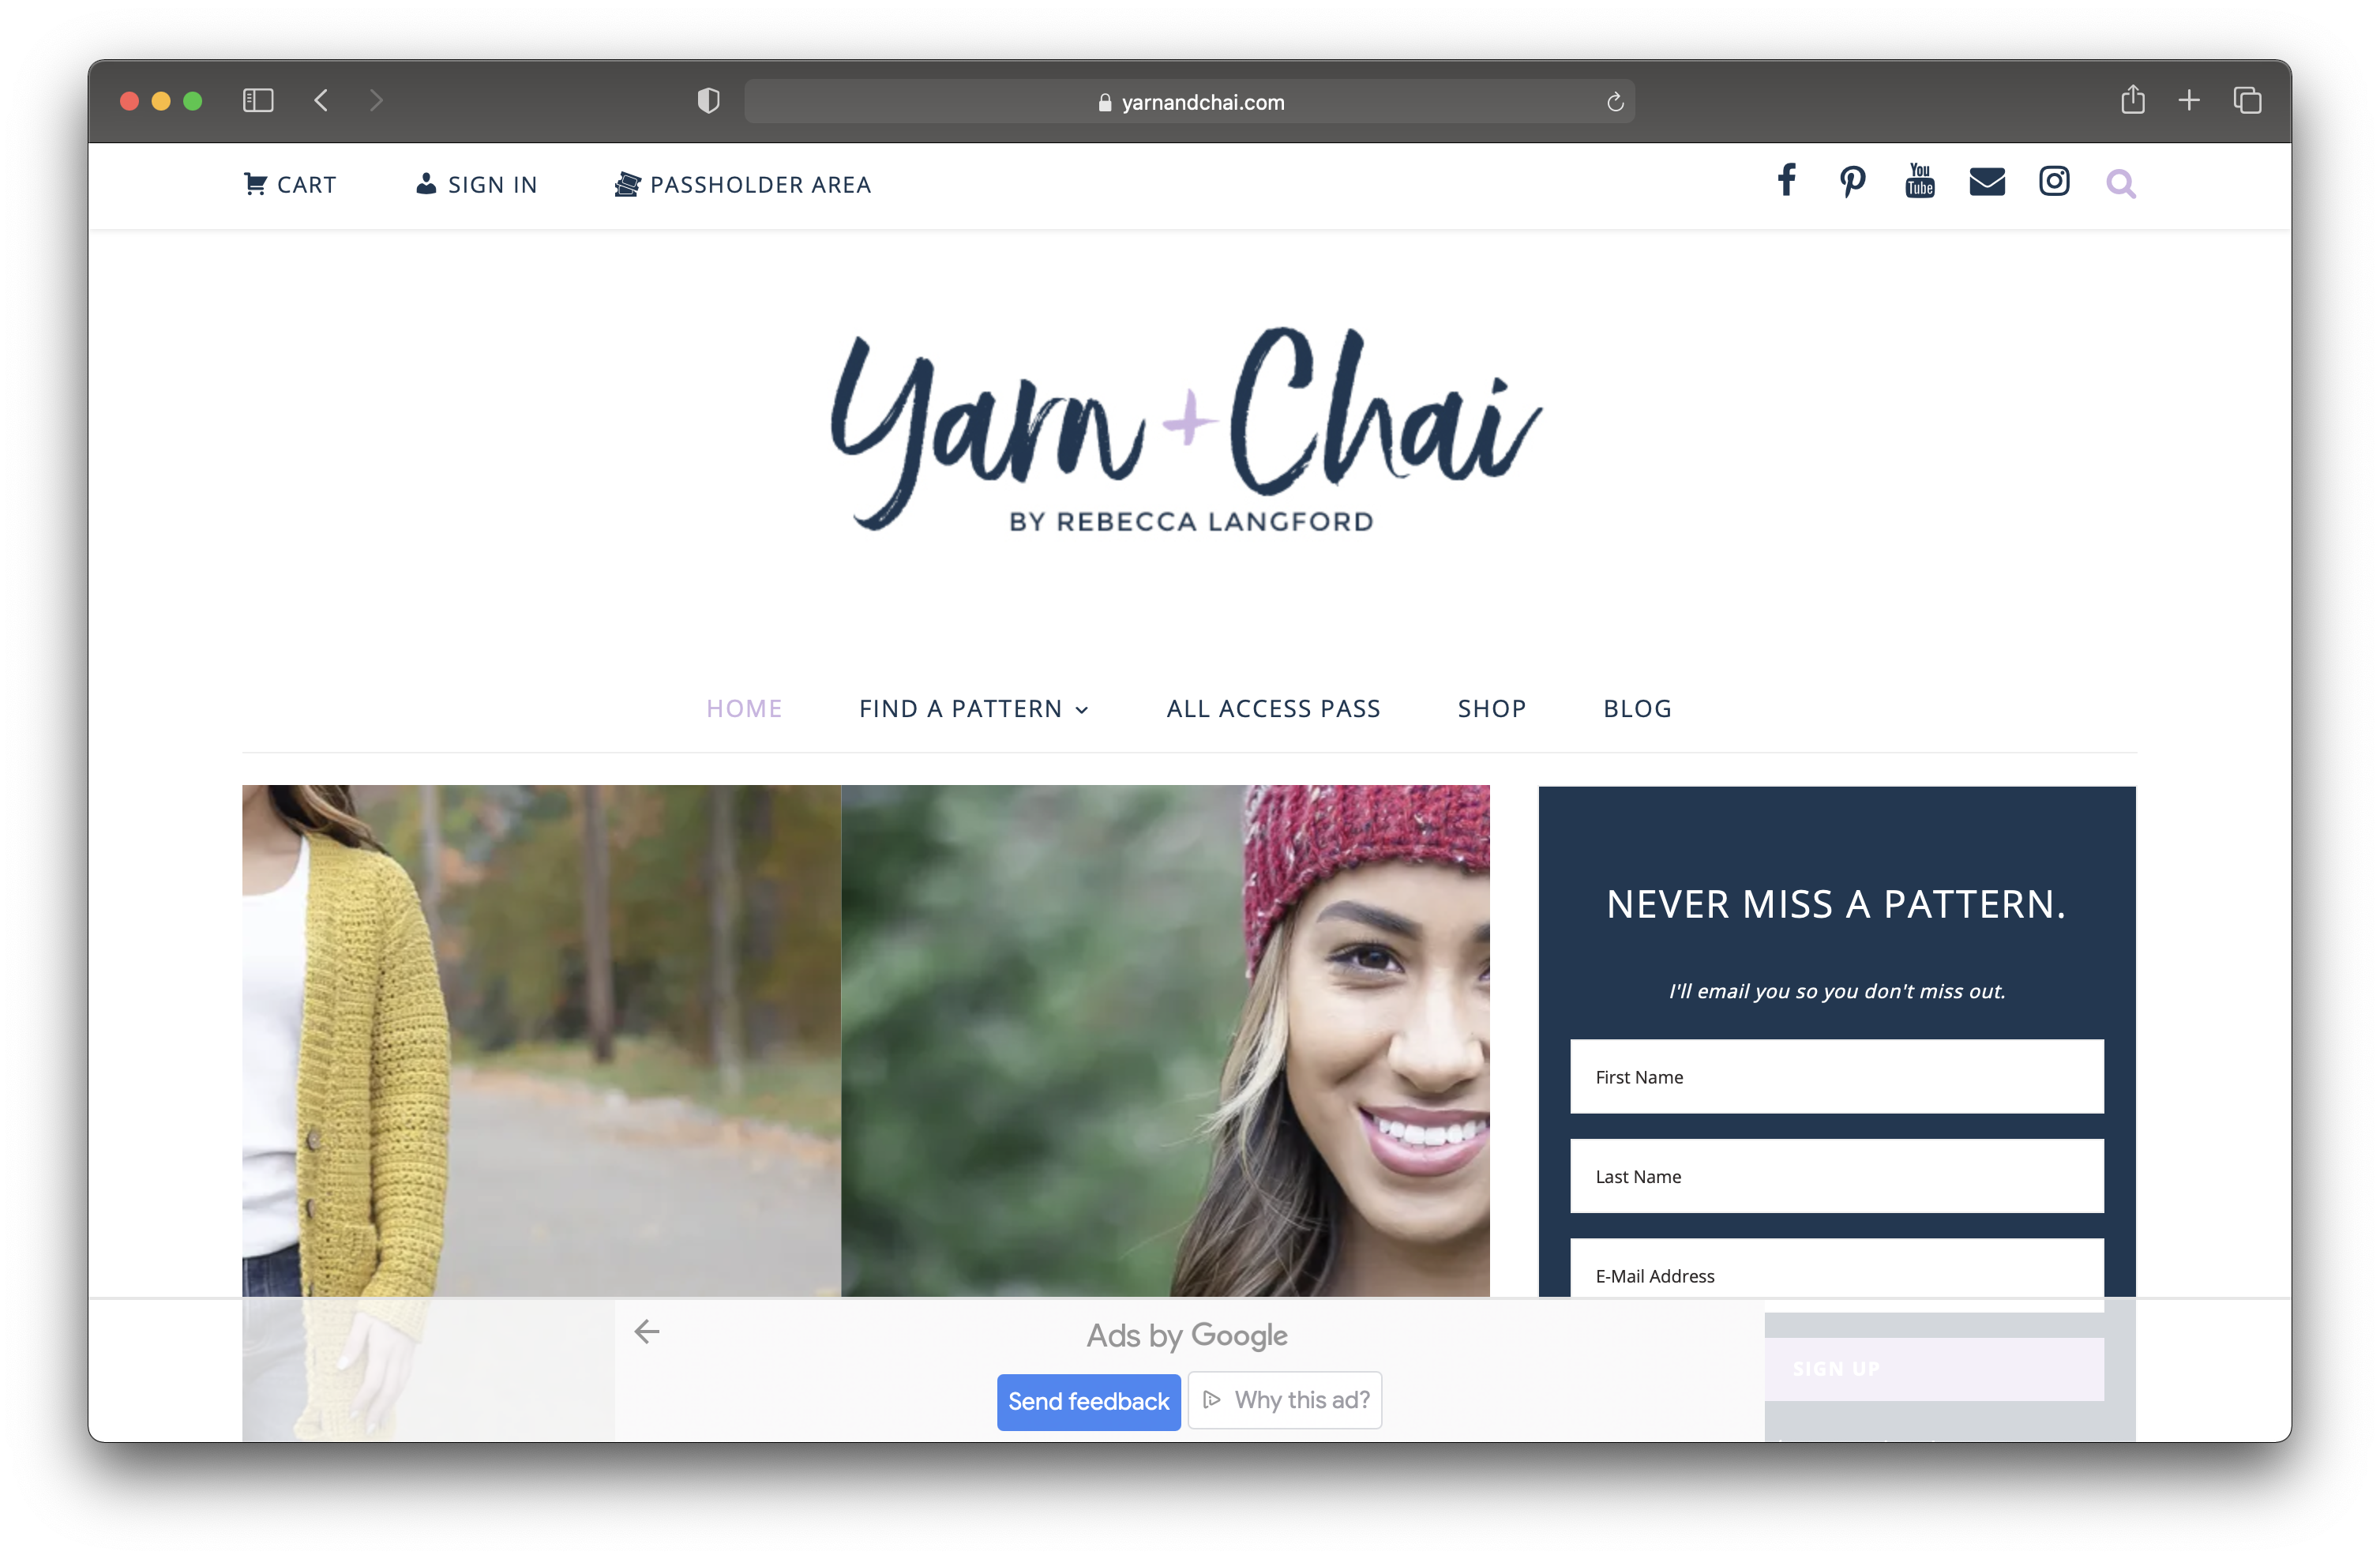 yarnandchai.com
CART SIGN IN PASSHOLDER AREA
You
Tube
Yarn + Chai
BY REBECCA LANGFORD
HOME FIND A PATTERN ALL ACCESS PASS SHOP BLOG
NEVER MISS A PATTERN.
I'll email you so you don't miss out.
First Name
Last Name
E-Mail Address
SIGN UP
Ads by Google
Send feedback Why this ad?